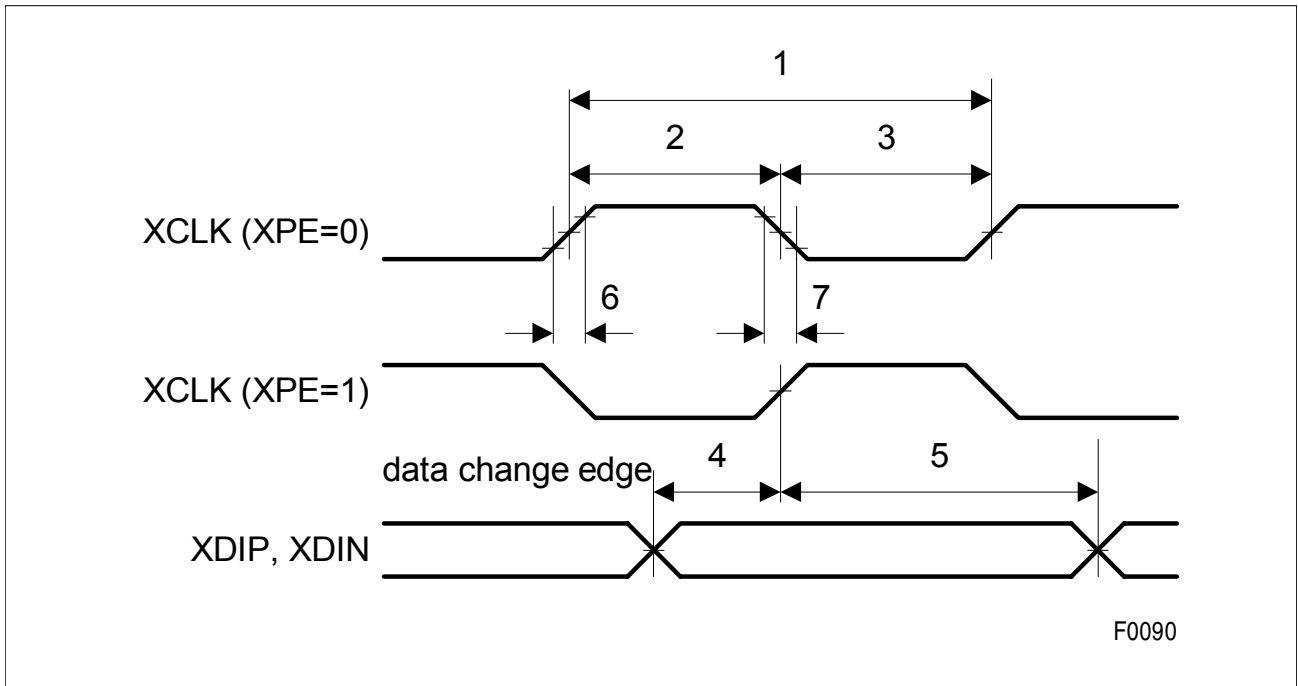 1
2 3
XCLK (XPE=0)
6 7
XCLK (XPE=1)
4 5
data change edge
XDIP, XDIN
F0090